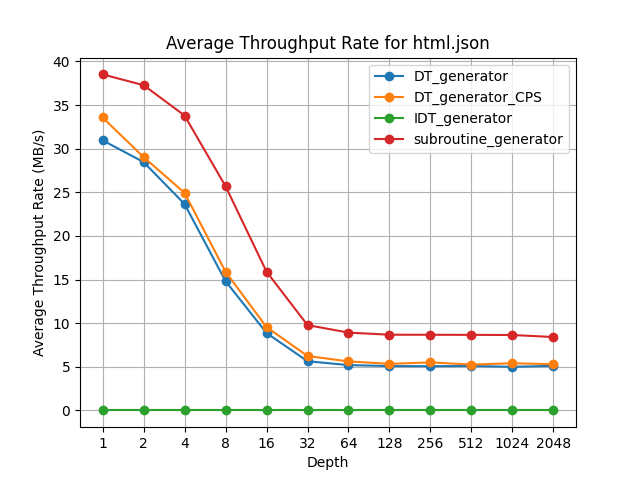 Average Throughput Rate for html.json
DT_generator
DT_generator_CPS
IDT_generator
subroutine_generator
Average Throughput Rate (MB/s)
40
35
30
25
20
15
10
5
0
1 2 4 8 16 32 64 128 256 512 1024 2048
Depth